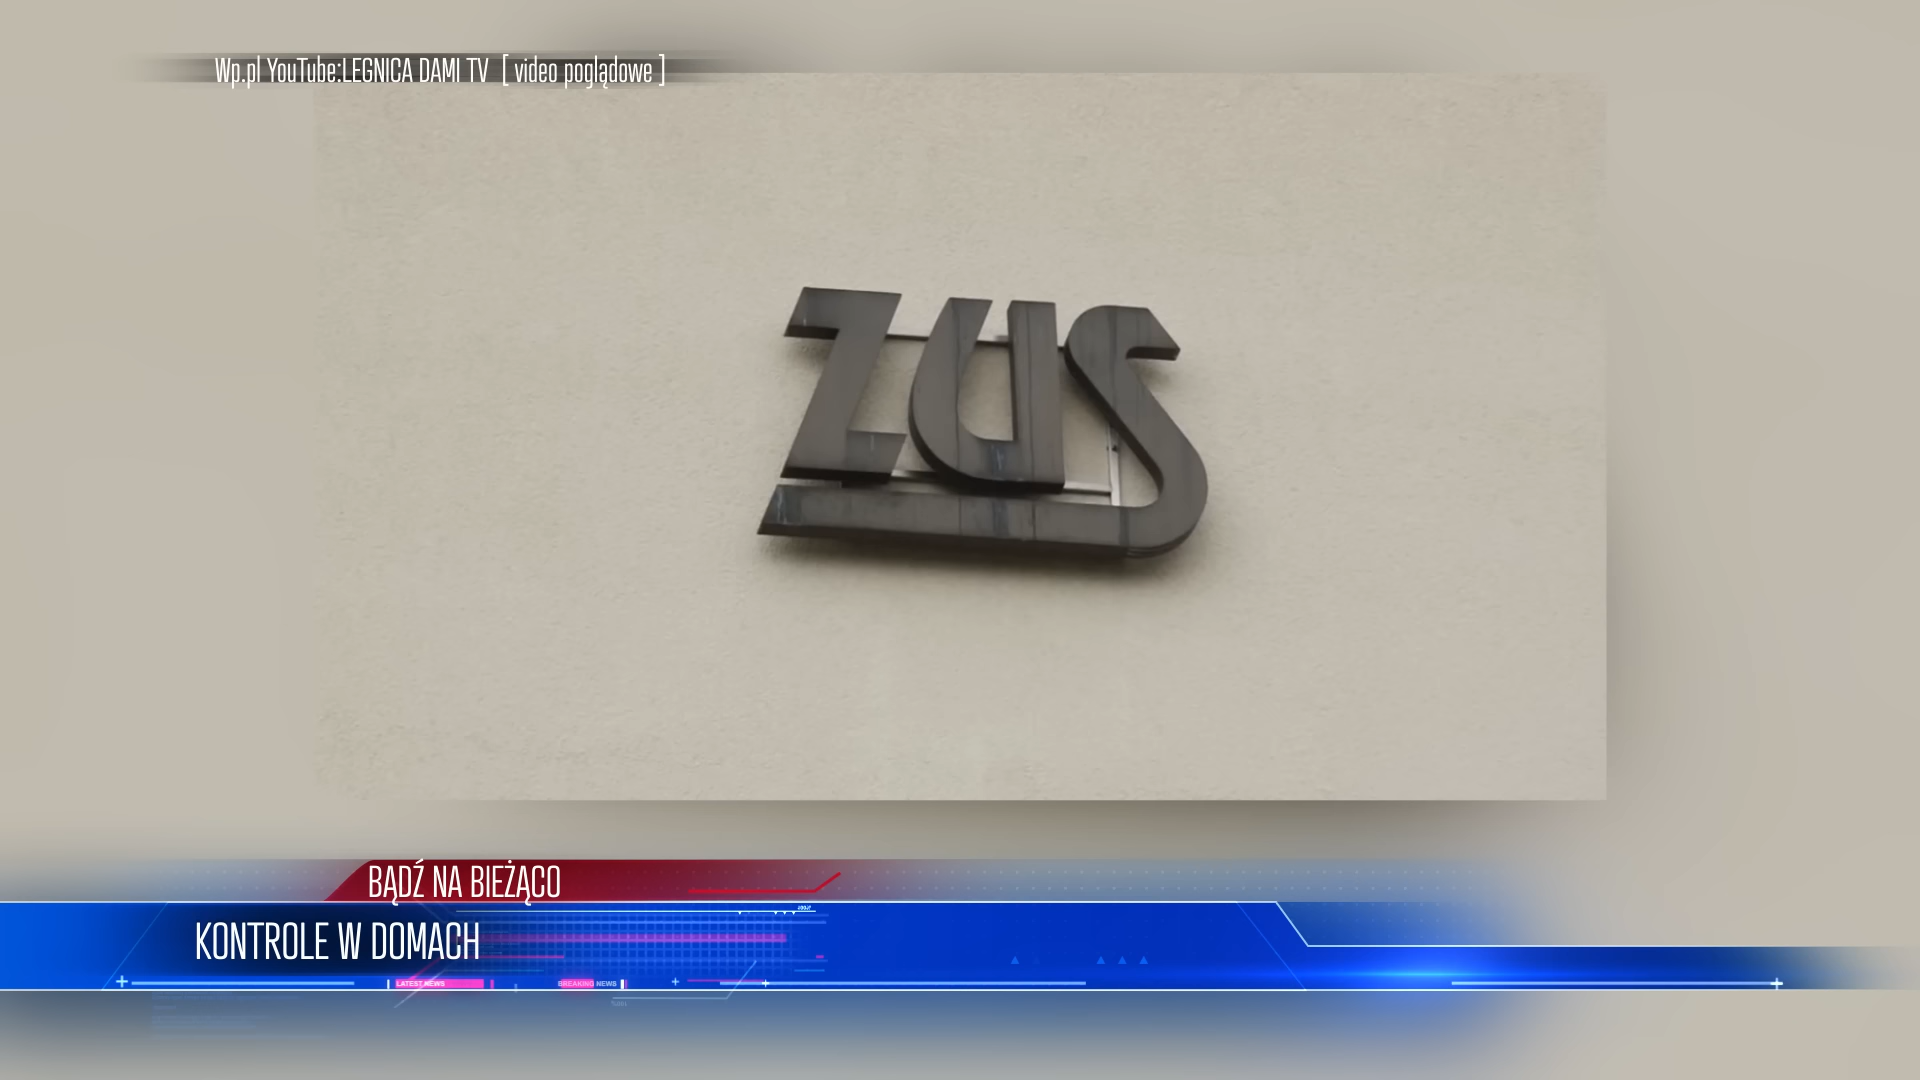 Wp.pl YouTube:LEGNICA DAMI TV [ video poglądowe ]
ZUS
BĄDŹ NA BIEŻĄCO
KONTROLE W DOMACH
LATEST NEWS
BREAKING NEWS